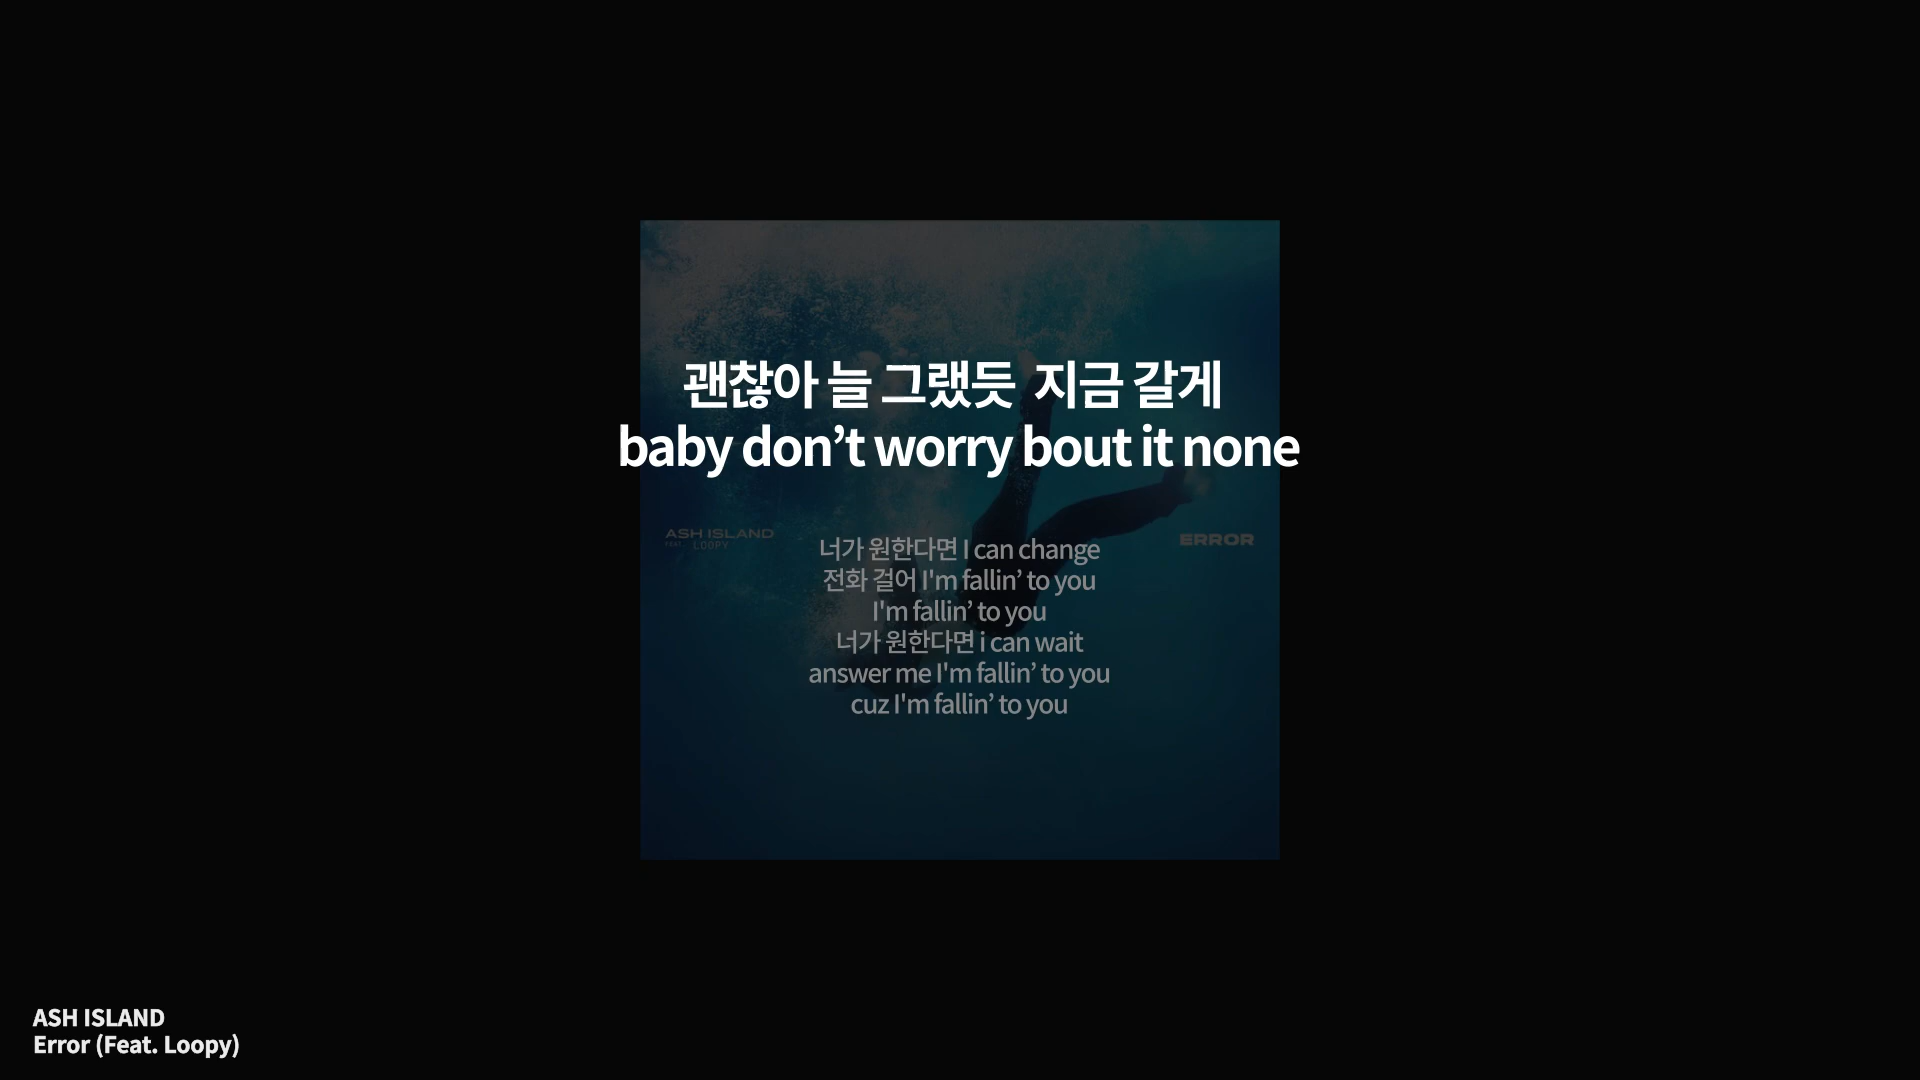 괜찮아 늘 그랬듯 지금 갈게
baby don’t worry bout it none
ASH ISLAND
FEAT. LOOPY
ERROR
너가 원한다면 I can change
전화 걸어 I'm fallin’ to you
I'm fallin’ to you
너가 원한다면 i can wait
answer me I'm fallin’ to you
cuz I'm fallin’ to you
ASH ISLAND
Error (Feat. Loopy)